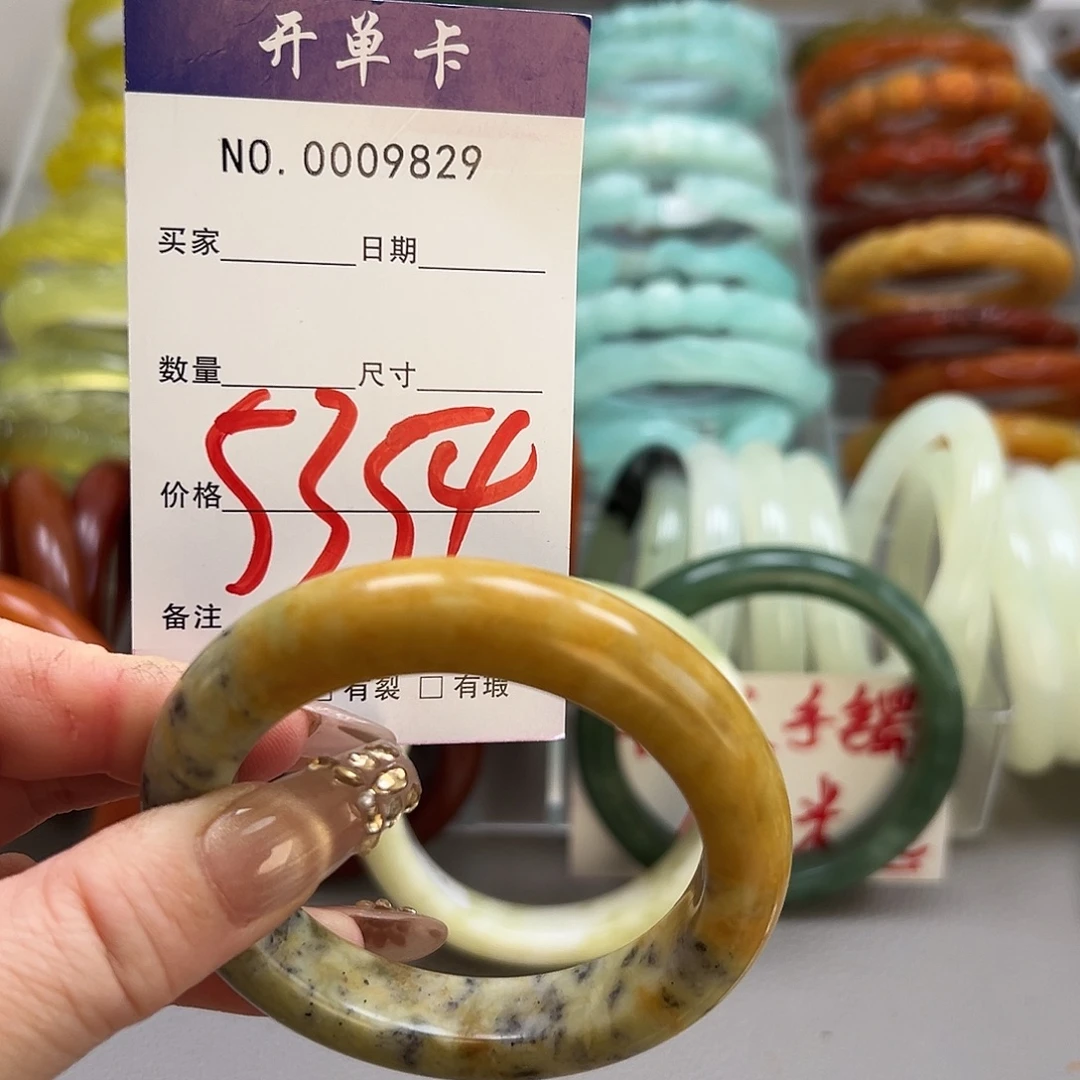 开单卡
NO. 0009829
买家 日期
数量 尺寸
价格 5354
备注
有裂 □ 有瑕
手镯